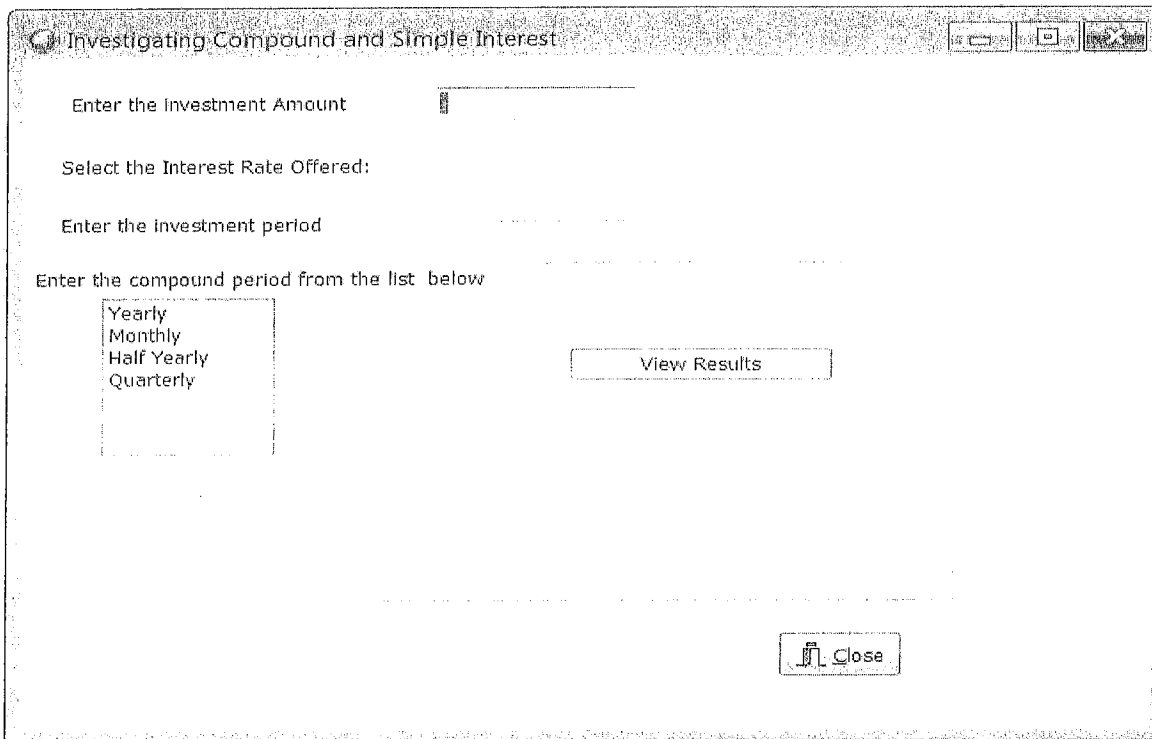 Investigating Compound and Simple Interest
Enter the investment Amount
Select the Interest Rate Offered:
Enter the investment period
Enter the compound period from the list below
Yearly
Monthly
Half Yearly
Quarterly
View Results
Close